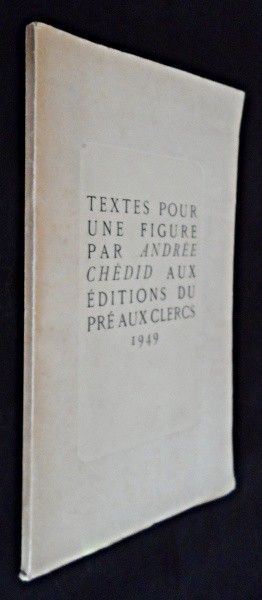 TEXTES POUR
UNE FIGURE
PAR ANDRÉE
CHÉDID AUX
ÉDITIONS DU
PRÉ AUX CLERCS
1949